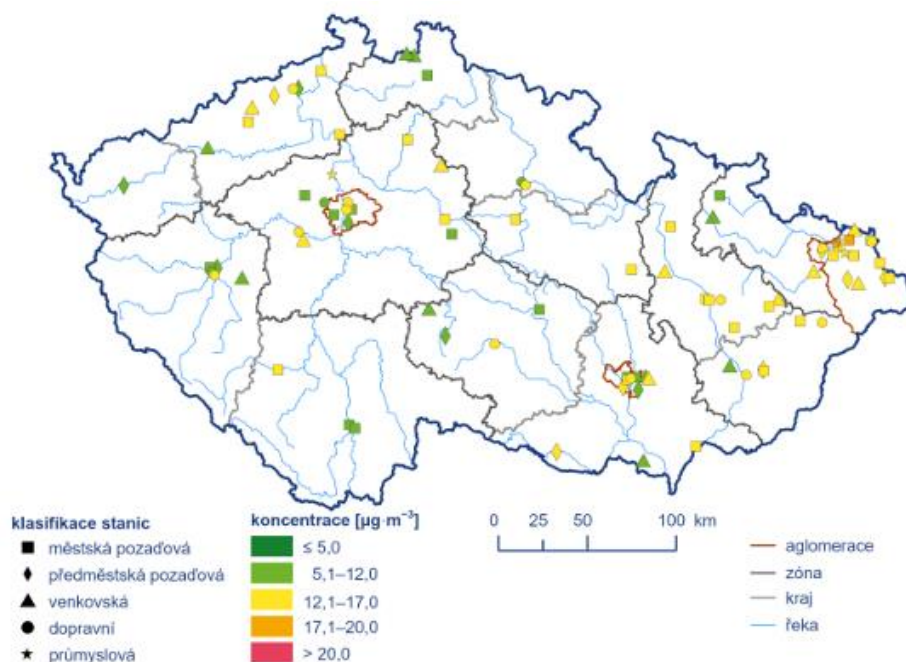 klasifikace stanic
městská pozaďová
předměstská pozaďová
venkovská
dopravní
průmyslová
koncentrace [µg·m⁻³]
≤ 5,0
5,1–12,0
12,1–17,0
17,1–20,0
> 20,0
0 25 50 100 km
aglomerace
zóna
kraj
řeka